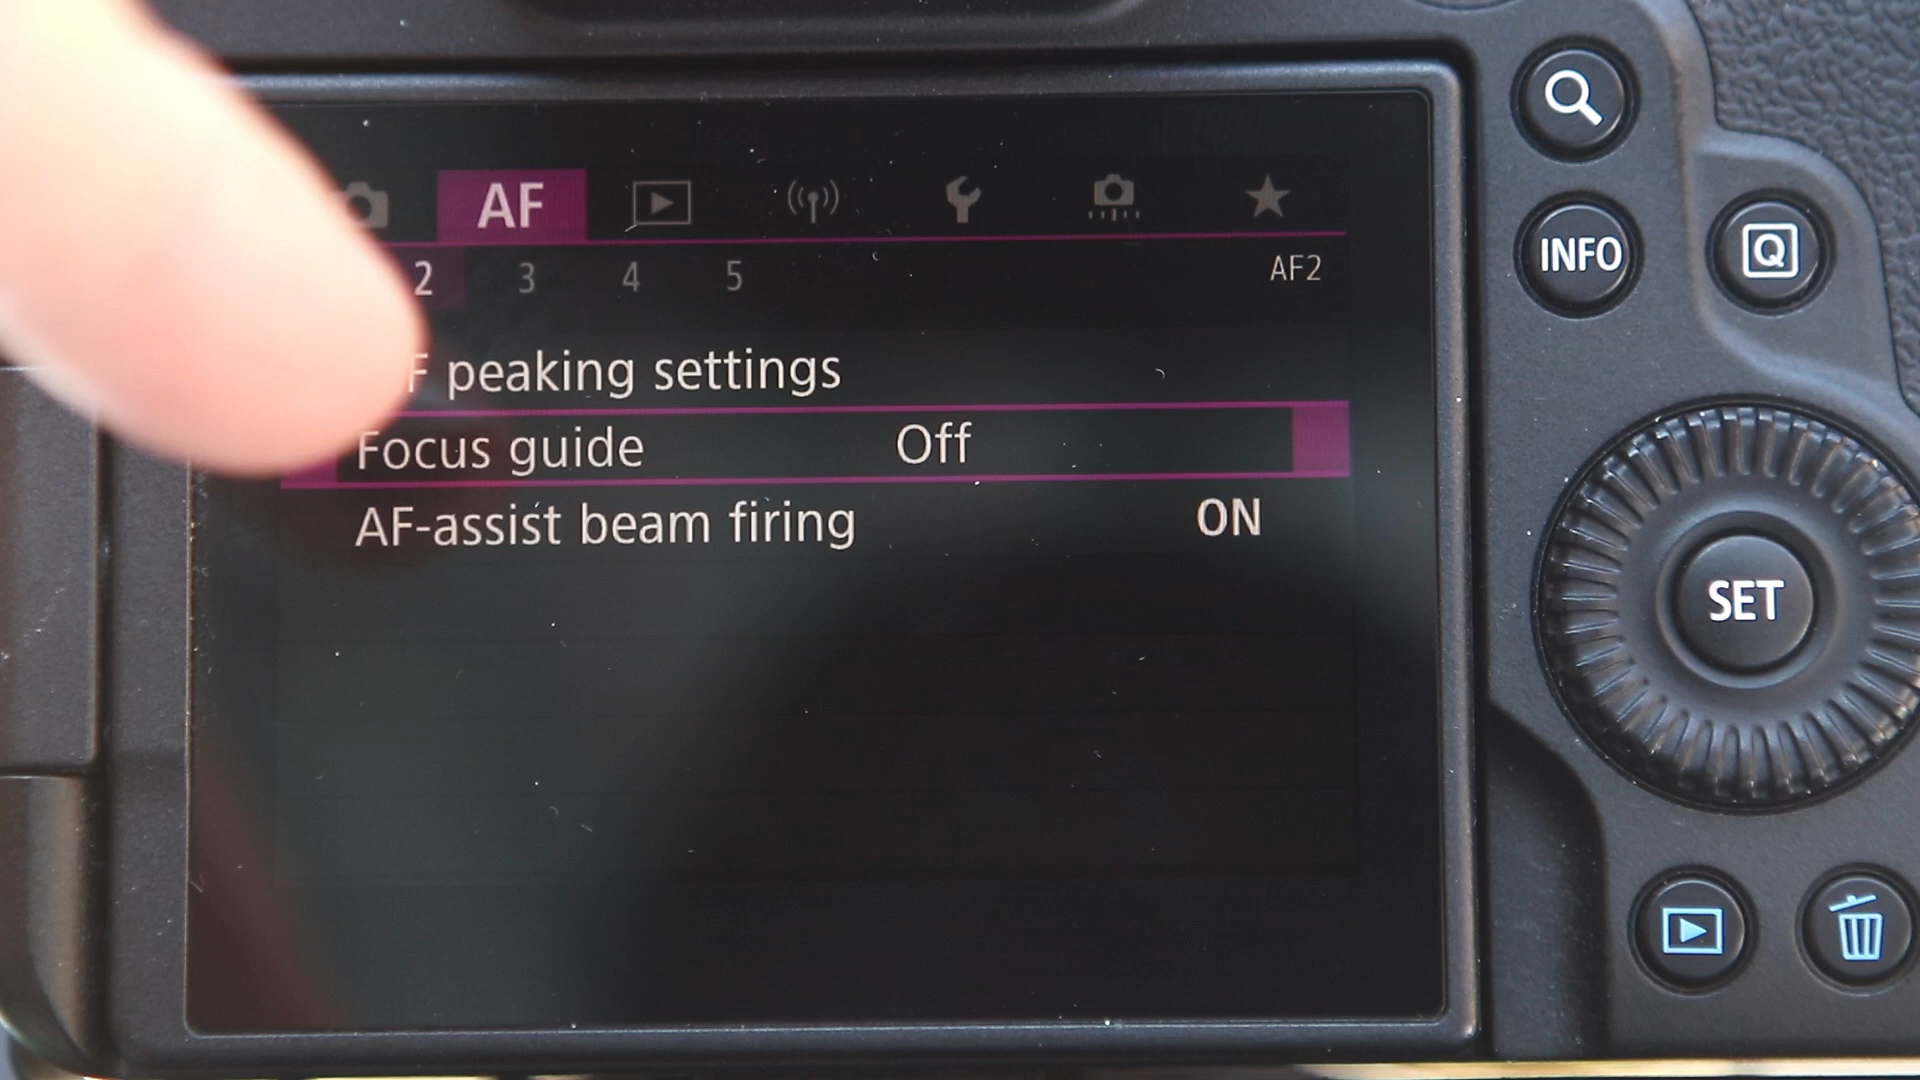 AF
2 3 4 5 AF2
F peaking settings
Focus guide Off
AF-assist beam firing ON
INFO
Q
SET